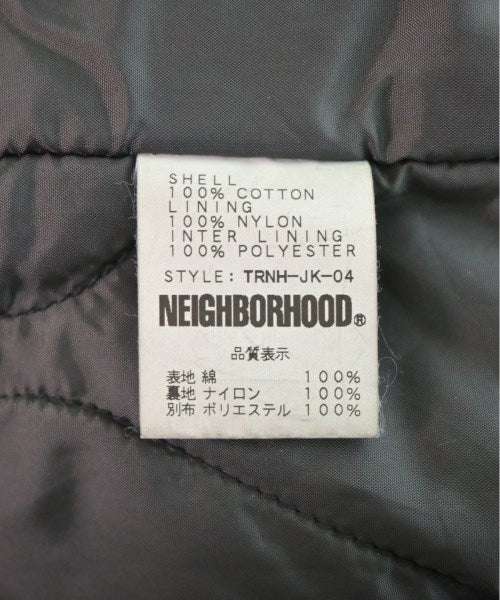 SHELL
100% COTTON
LINING
100% NYLON
INTER LINING
100% POLYESTER
STYLE: TRNH-JK-04
NEIGHBORHOOD®
品質表示
表地 綿 100%
裏地 ナイロン 100%
別布 ポリエステル 100%